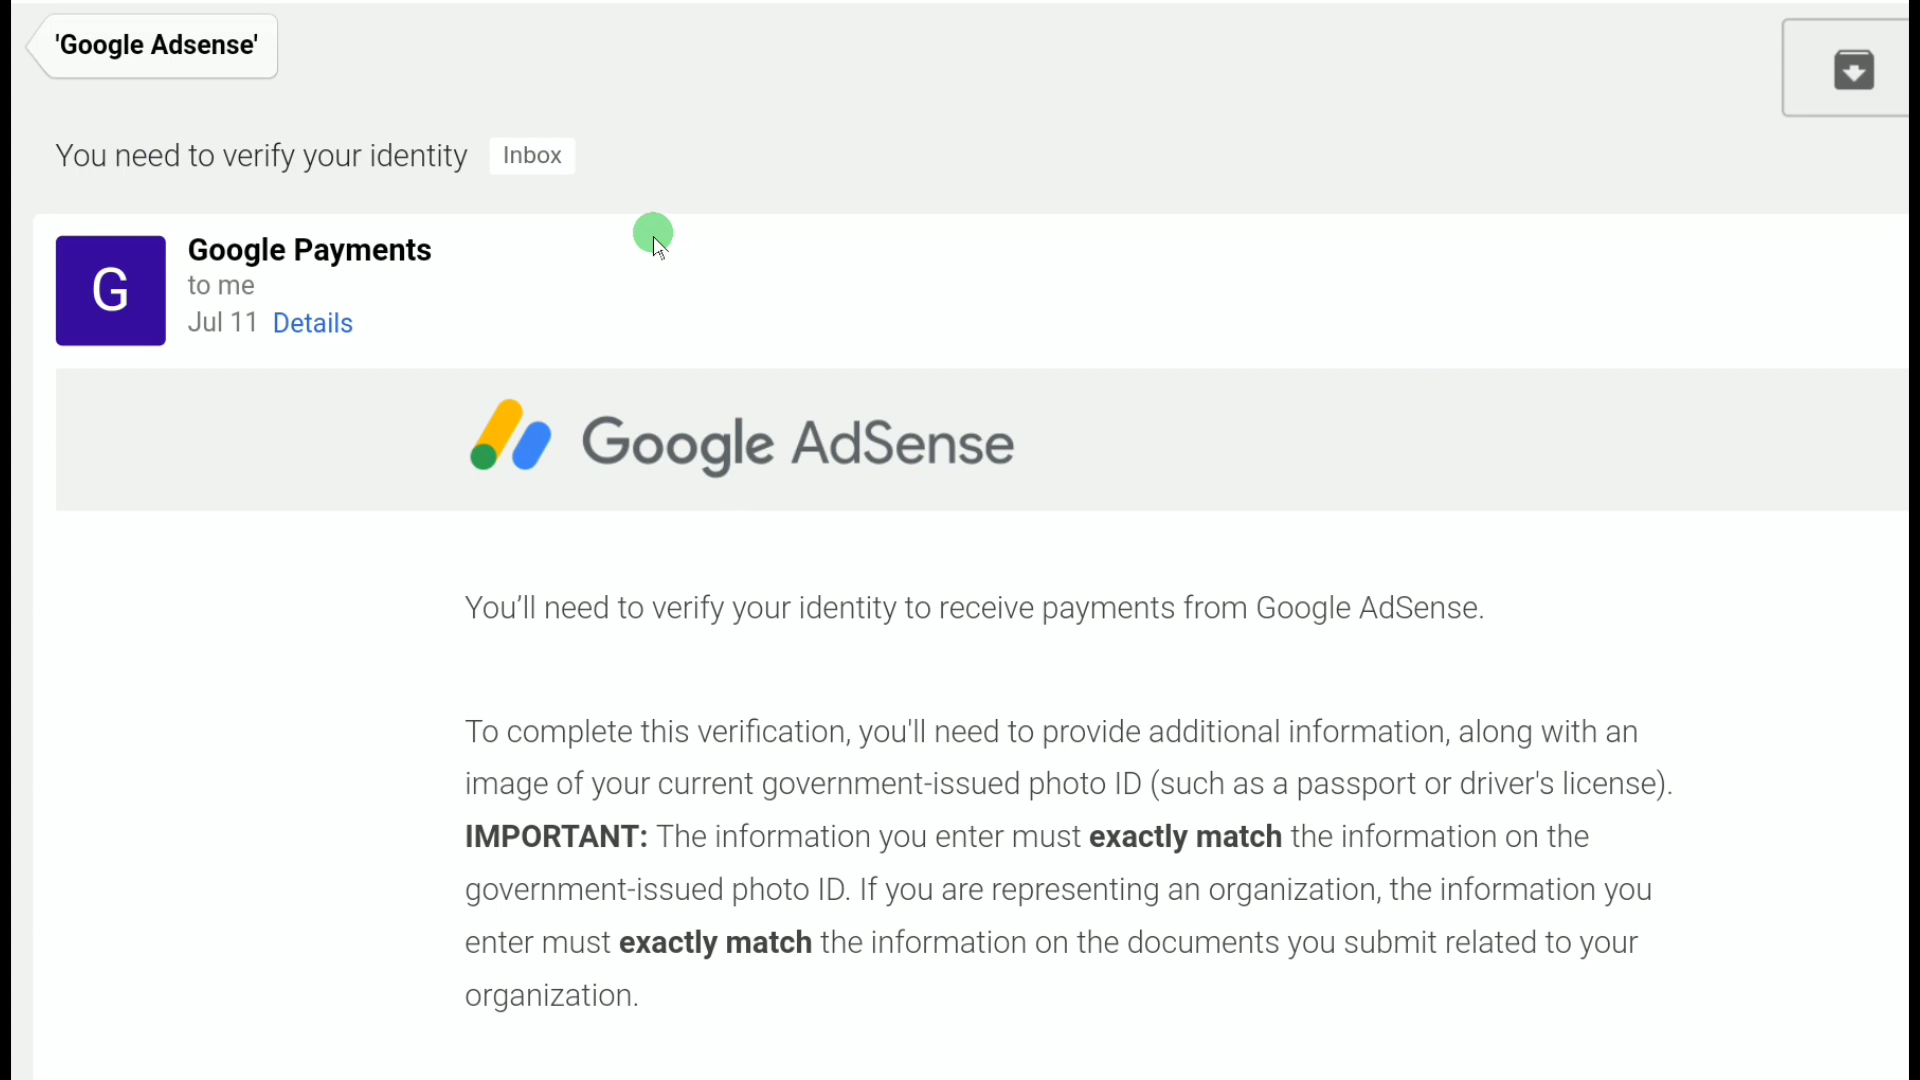 'Google Adsense'
You need to verify your identity Inbox
G
Google Payments
to me
Jul 11 Details
Google AdSense
You'll need to verify your identity to receive payments from Google AdSense.
To complete this verification, you'll need to provide additional information, along with an
image of your current government-issued photo ID (such as a passport or driver's license).
IMPORTANT: The information you enter must exactly match the information on the
government-issued photo ID. If you are representing an organization, the information you
enter must exactly match the information on the documents you submit related to your
organization.